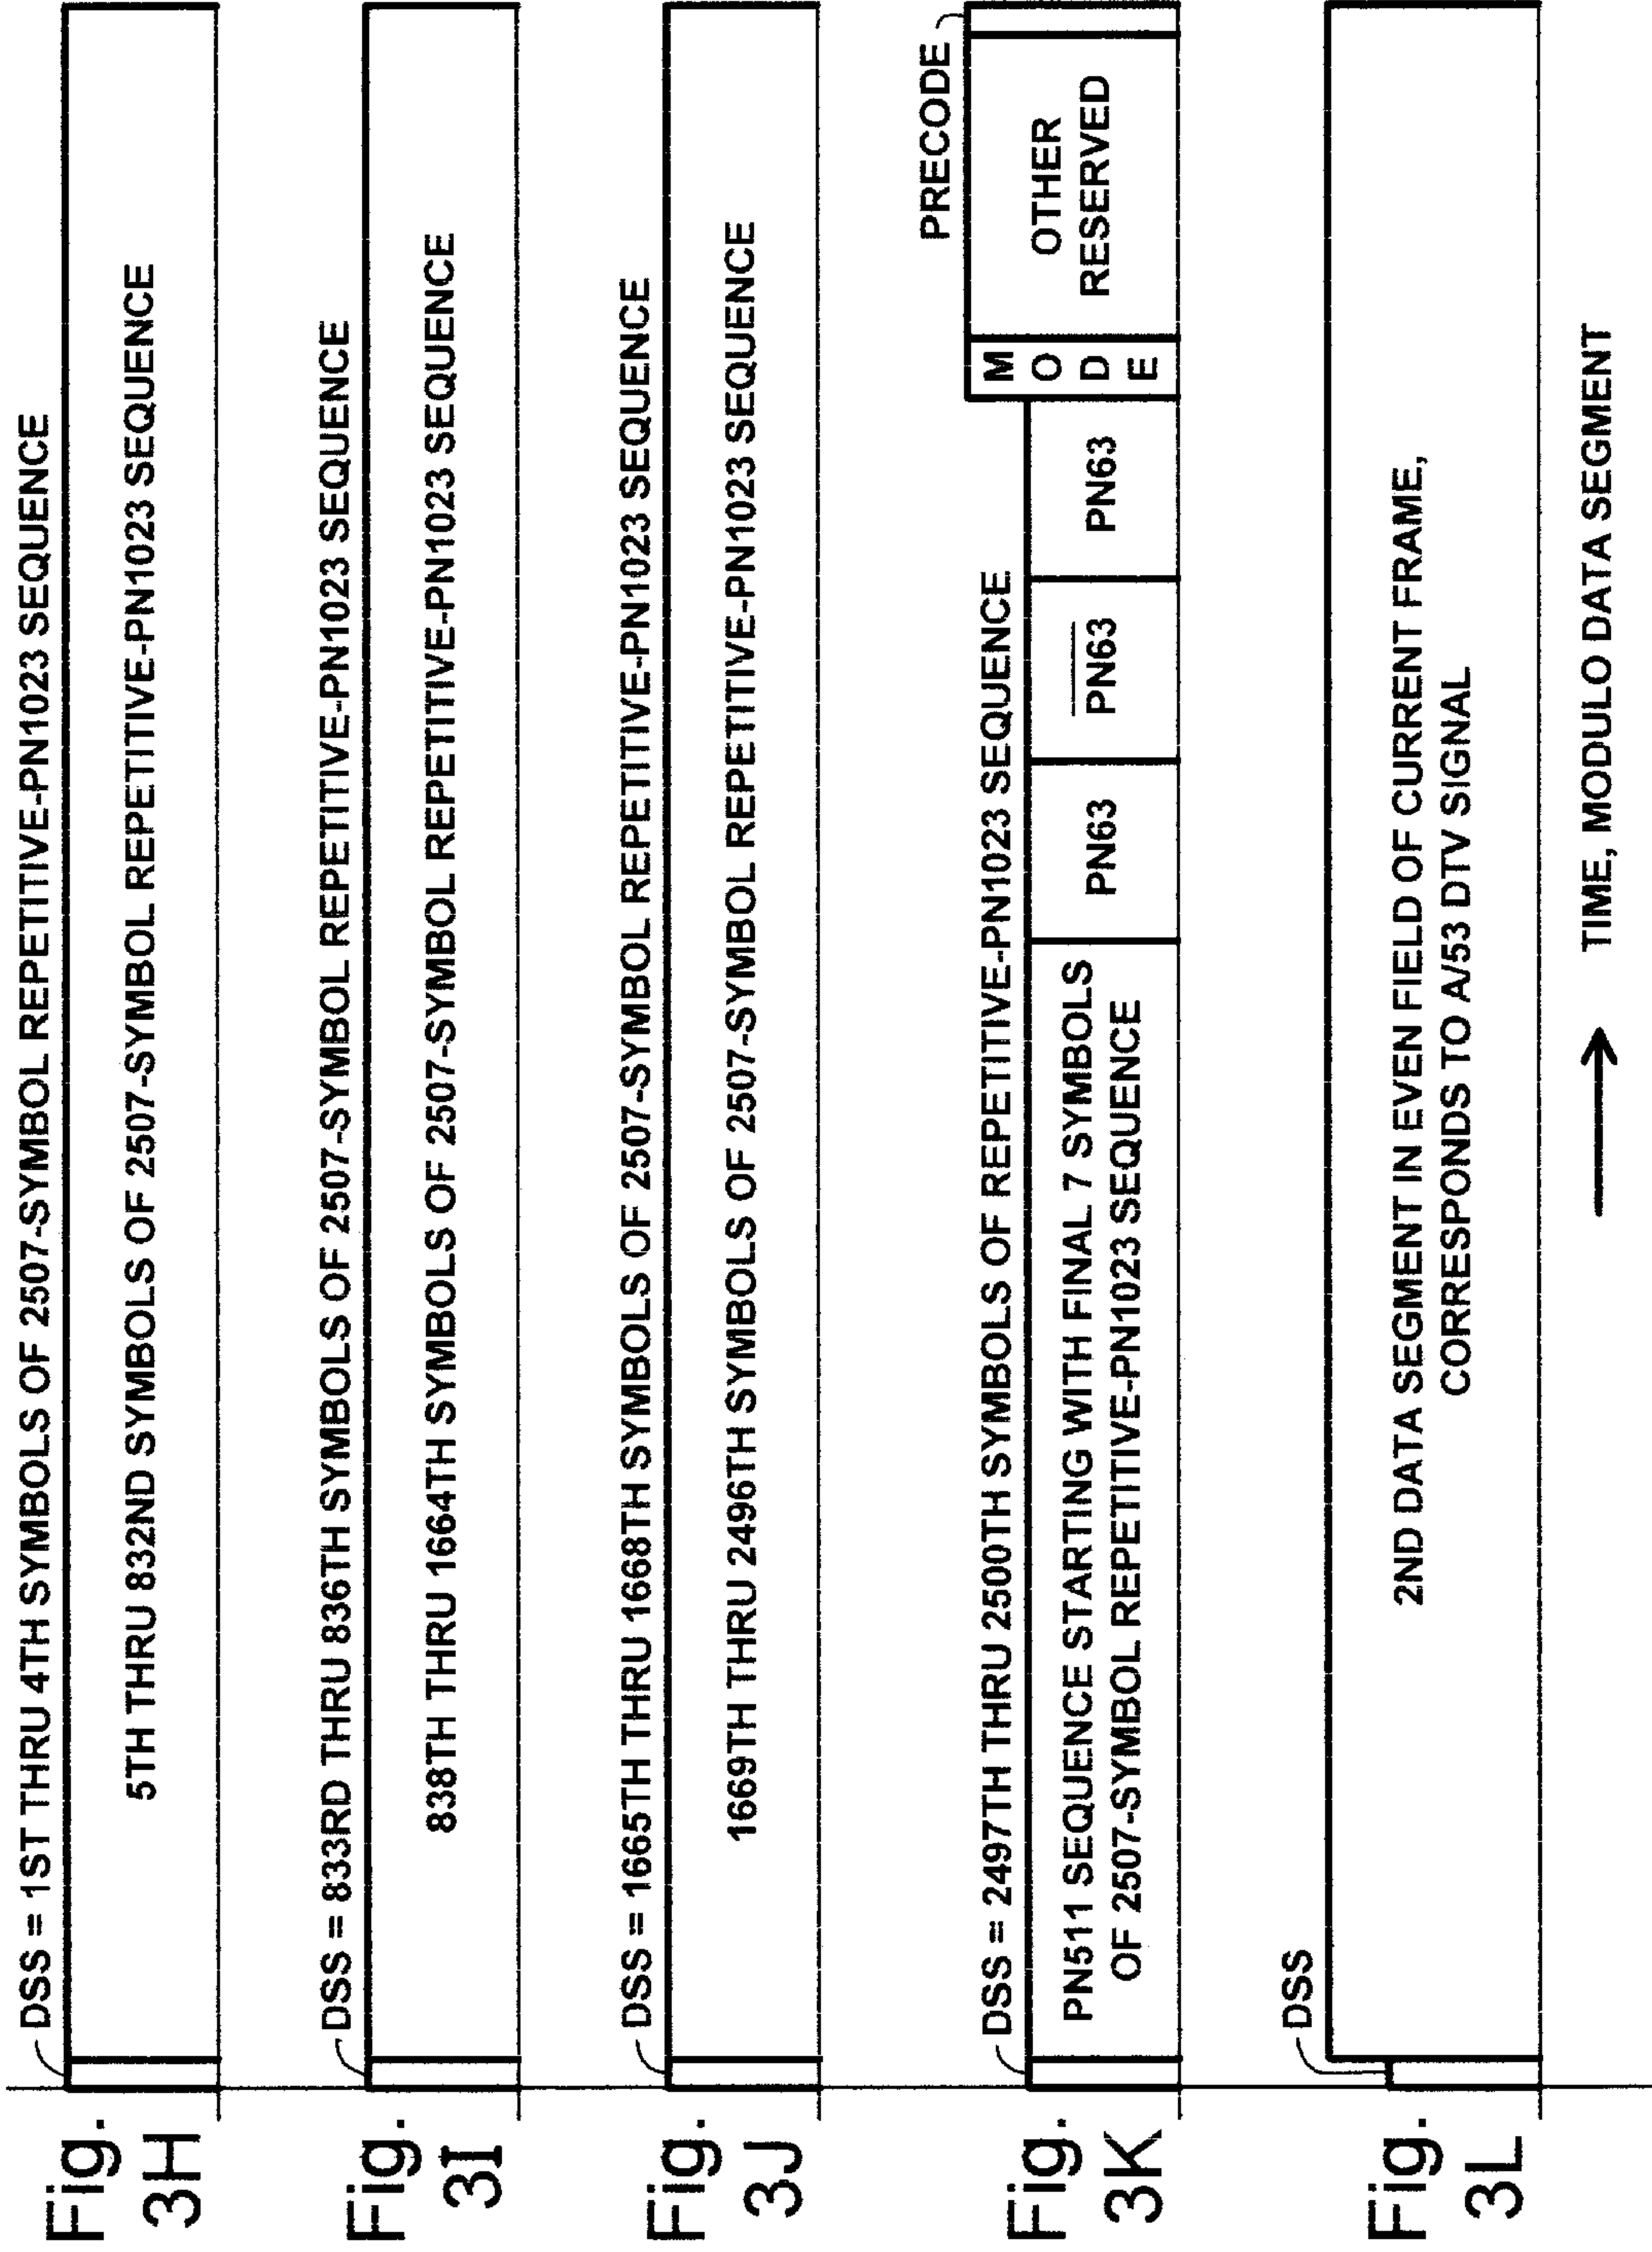 Fig. 3H
DSS = 1ST THRU 4TH SYMBOLS OF 2507-SYMBOLS REPETITIVE-PN1023 SEQUENCE
5TH THRU 832ND SYMBOLS OF 2507-SYMBOL REPETITIVE-PN1023 SEQUENCE
Fig. 3I
DSS = 833RD THRU 836TH SYMBOLS OF 2507-SYMBOL REPETITIVE-PN1023 SEQUENCE
838TH THRU 1664TH SYMBOLS OF 2507-SYMBOL REPETITIVE-PN1023 SEQUENCE
Fig. 3J
DSS = 1665TH THRU 1668TH SYMBOLS OF 2507-SYMBOL REPETITIVE-PN1023 SEQUENCE
1669TH THRU 2496TH SYMBOLS OF 2507-SYMBOL REPETITIVE-PN1023 SEQUENCE
Fig. 3K
DSS = 2497TH THRU 2500TH SYMBOLS OF REPETITIVE-PN1023 SEQUENCE
PRECODE
PN511 SEQUENCE STARTING WITH FINAL 7 SYMBOLS
OF 2507-SYMBOL REPETITIVE-PN1023 SEQUENCE
PN63
PN63
PN63
MODE
OTHER
RESERVED
Fig. 3L
DSS
2ND DATA SEGMENT IN EVEN FIELD OF CURRENT FRAME,
CORRESPONDS TO A/53 DTV SIGNAL
TIME, MODULO DATA SEGMENT